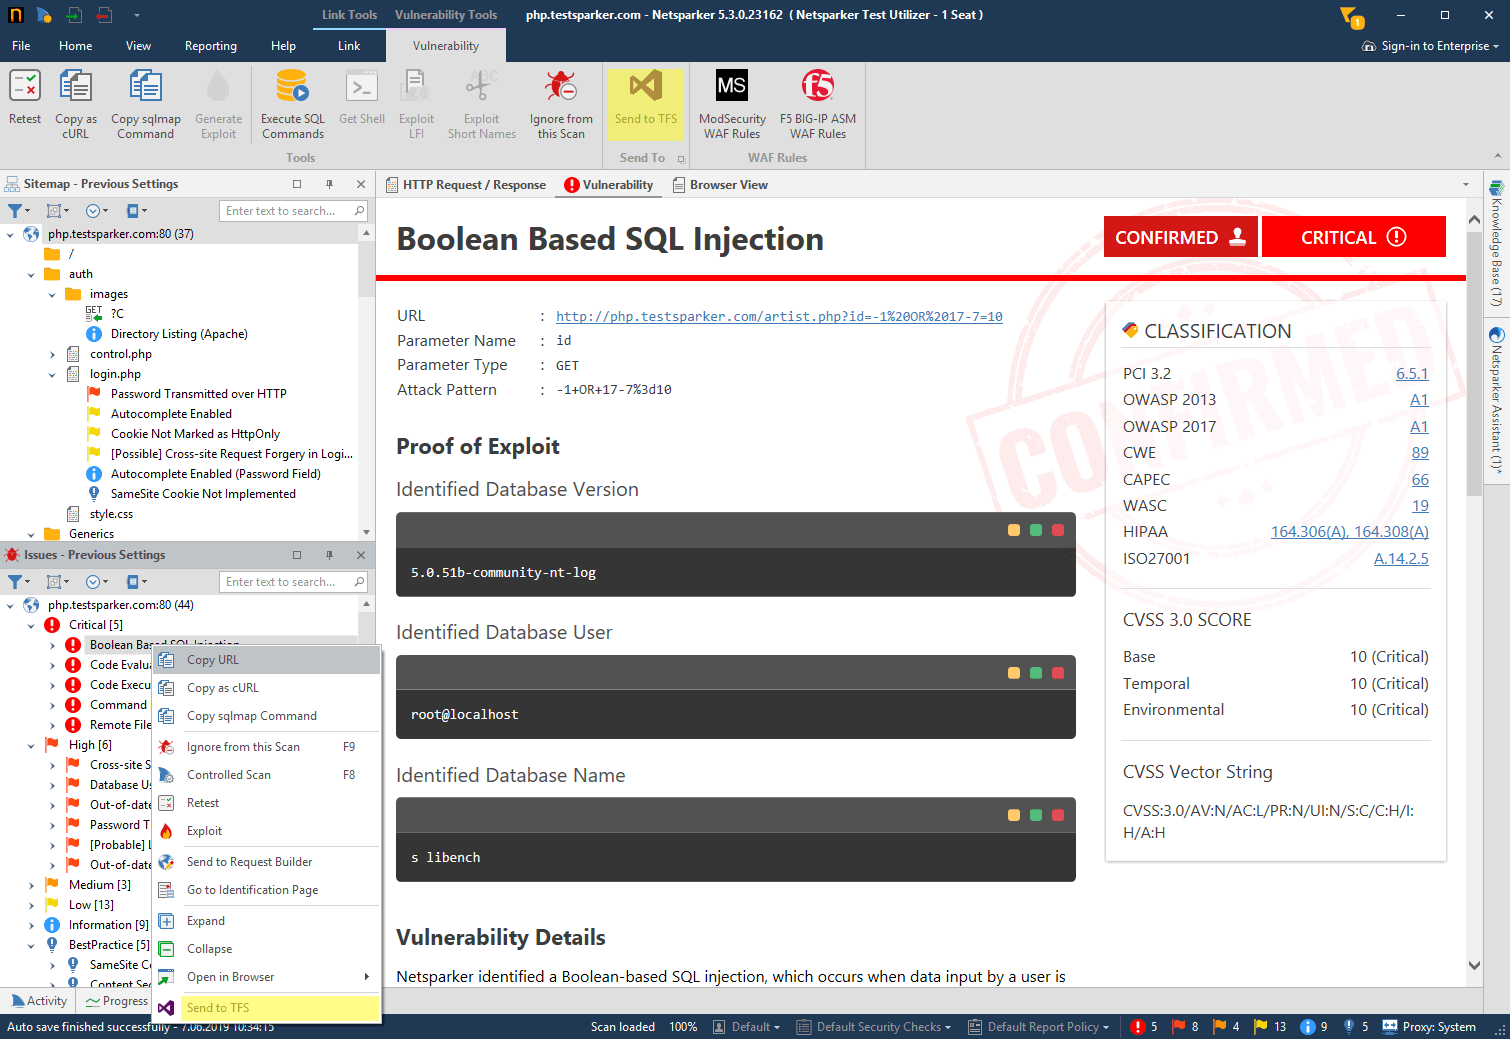 Link Tools
Vulnerability Tools
php.testsparker.com - Netsparker 5.3.0.23162 ( Netsparker Test Utilizer - 1 Seat )
1
File
Home
View
Reporting
Help
Link
Vulnerability
Sign-in to Enterprise
Retest
Copy as
cURL
Copy sqlmap
Command
Generate
Exploit
Execute SQL
Commands
Get Shell
Exploit
LFI
ABC
Exploit
Short Names
Ignore from
this Scan
Send to TFS
MS
ModSecurity
WAF Rules
F5 BIG-IP ASM
WAF Rules
Tools
Send To
WAF Rules
Sitemap - Previous Settings
Enter text to search...
php.testsparker.com:80 (37)
/
auth
images
GET ?C
Directory Listing (Apache)
control.php
login.php
Password Transmitted over HTTP
Autocomplete Enabled
Cookie Not Marked as HttpOnly
[Possible] Cross-site Request Forgery in Logi...
Autocomplete Enabled (Password Field)
SameSite Cookie Not Implemented
style.css
Generics
Issues - Previous Settings
Enter text to search...
php.testsparker.com:80 (44)
Critical [5]
Boolean Based SQL Injection
Code Evalua
Code Execu
Command
Remote File
High [6]
Cross-site S
Database Us
Out-of-date
Password T
[Probable] L
Out-of-date
Medium [3]
Low [13]
Information [9]
BestPractice [5]
SameSite Co
Content Sec
Copy URL
Copy as cURL
Copy sqlmap Command
Ignore from this Scan F9
Controlled Scan F8
Retest
Exploit
Send to Request Builder
Go to Identification Page
Expand
Collapse
Open in Browser
Send to TFS
Activity
Progress
HTTP Request / Response
Vulnerability
Browser View
Boolean Based SQL Injection
CONFIRMED
CRITICAL
URL : http://php.testsparker.com/artist.php?id=-1%20OR%2017-7=10
Parameter Name : id
Parameter Type : GET
Attack Pattern : -1+OR+17-7%3d10
Proof of Exploit
Identified Database Version
5.0.51b-community-nt-log
Identified Database User
root@localhost
Identified Database Name
s libench
Vulnerability Details
Netsparker identified a Boolean-based SQL injection, which occurs when data input by a user is
CONFIRMED
CLASSIFICATION
PCI 3.2 6.5.1
OWASP 2013 A1
OWASP 2017 A1
CWE 89
CAPEC 66
WASC 19
HIPAA 164.306(A), 164.308(A)
ISO27001 A.14.2.5
CVSS 3.0 SCORE
Base 10 (Critical)
Temporal 10 (Critical)
Environmental 10 (Critical)
CVSS Vector String
CVSS:3.0/AV:N/AC:L/PR:N/UI:N/S:C/C:H/I:
H/A:H
Knowledge Base (17)
Netsparker Assistant (1)*
Auto save finished successfully - 7.06.2019 10:34:15
Scan loaded
100%
Default
Default Security Checks
Default Report Policy
5
8
4
13
9
5
Proxy: System